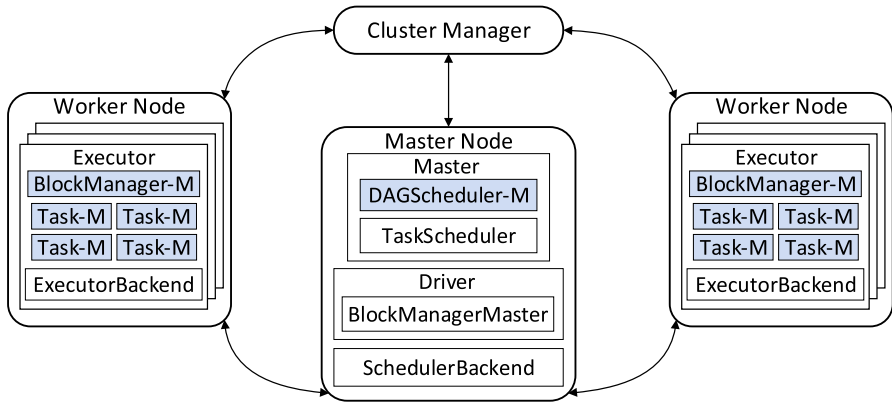 Cluster Manager
Worker Node
Executor
BlockManager-M
Task-M Task-M
Task-M Task-M
ExecutorBackend
Master Node
Master
DAGScheduler-M
TaskScheduler
Driver
BlockManagerMaster
SchedulerBackend
Worker Node
Executor
BlockManager-M
Task-M Task-M
Task-M Task-M
ExecutorBackend